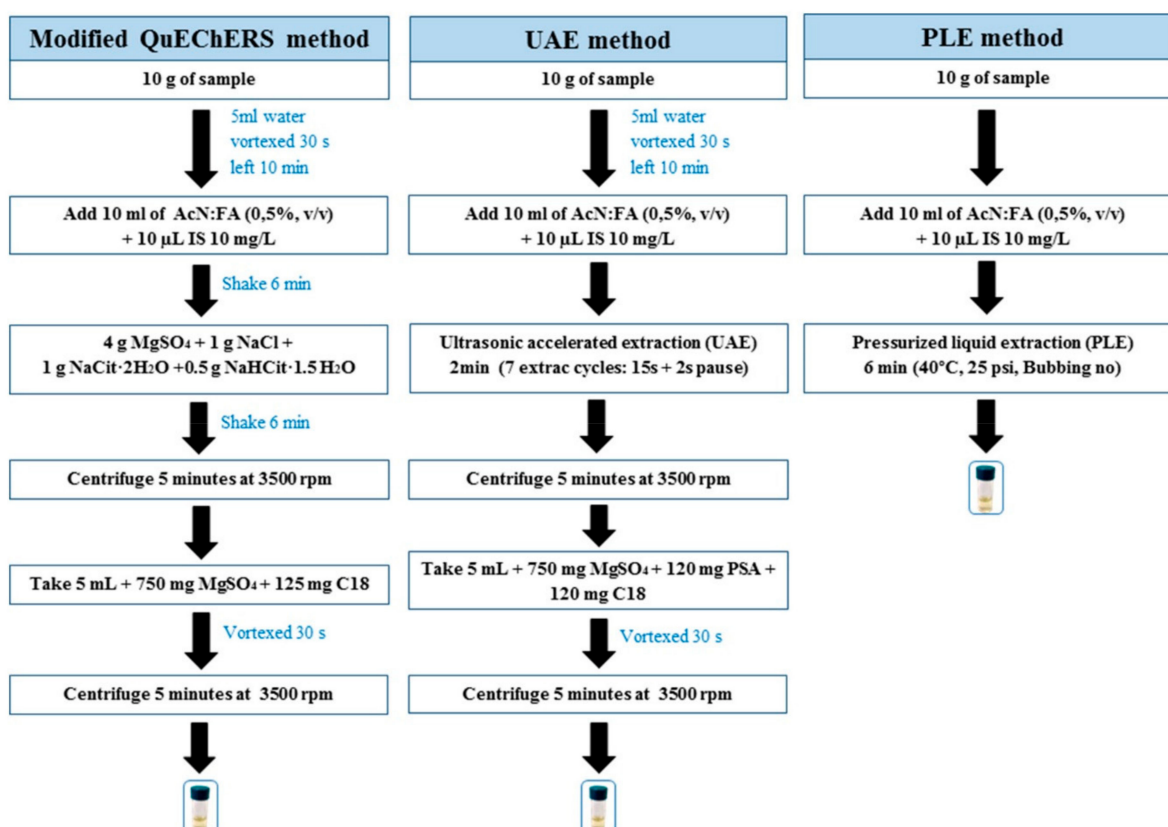 Modified QuEChERS method
10 g of sample
5ml water
vortexed 30 s
left 10 min
Add 10 ml of AcN:FA (0,5%, v/v)
+ 10 µL IS 10 mg/L
Shake 6 min
4 g MgSO₄ + 1 g NaCl +
1 g NaCit·2H₂O +0.5 g NaHCit·1.5 H₂O
Shake 6 min
Centrifuge 5 minutes at 3500 rpm
Take 5 mL + 750 mg MgSO₄ + 125 mg C18
Vortexed 30 s
Centrifuge 5 minutes at 3500 rpm
UAE method
10 g of sample
5ml water
vortexed 30 s
left 10 min
Add 10 ml of AcN:FA (0,5%, v/v)
+ 10 µL IS 10 mg/L
Ultrasonic accelerated extraction (UAE)
2min (7 extrac cycles: 15s + 2s pause)
Centrifuge 5 minutes at 3500 rpm
Take 5 mL + 750 mg MgSO₄ + 120 mg PSA +
120 mg C18
Vortexed 30 s
Centrifuge 5 minutes at 3500 rpm
PLE method
10 g of sample
Add 10 ml of AcN:FA (0,5%, v/v)
+ 10 µL IS 10 mg/L
Pressurized liquid extraction (PLE)
6 min (40°C, 25 psi, Bubbing no)